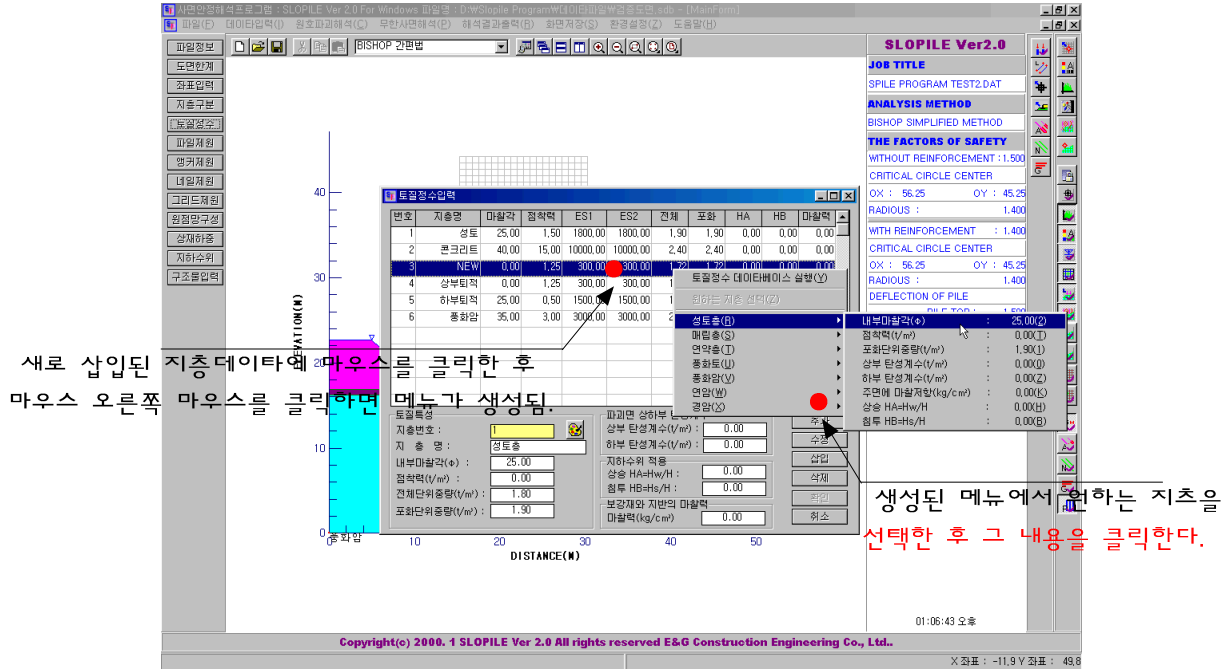 사면안정해석프로그램 : SLOPILE Ver 2.0 For Windows 파일명 : D:₩Slopile Program₩데이타파일₩검증도면.sdb - [MainForm]
파일(F) 데이타입력(I) 원호파괴해석(C) 무한사면해석(P) 해석결과출력(R) 화면저장(S) 환경설정(Z) 도움말(H)
BISHOP 간편법
파일정보
도면한계
좌표입력
지층구분
토질정수
파일제원
앵커제원
네일제원
그리드제원
원점망구성
상재하중
지하수위
구조물입력
SLOPILE Ver2.0
JOB TITLE
SPILE PROGRAM TEST2.DAT
ANALYSIS METHOD
BISHOP SIMPLIFIED METHOD
THE FACTORS OF SAFETY
WITHOUT REINFORCEMENT : 1.500
CRITICAL CIRCLE CENTER
OX : 56.25 OY : 45.25
RADIOUS : 1.400
WITH REINFORCEMENT : 1.400
CRITICAL CIRCLE CENTER
OX : 56.25 OY : 45.25
RADIOUS : 1.400
DEFLECTION OF PILE
토질정수입력
번호 지층명 마찰각 점착력 ES1 ES2 전체 포화 HA HB 마찰력
1 성토 25,00 1,50 1800,00 1800,00 1,90 1,90 0,00 0,00 0,00
2 콘크리트 40,00 15,00 10000,00 10000,00 2,40 2,40 0,00 0,00 0,00
3 NEW 0,00 1,25 300,00 300,00 1,72 1,72 0,00 0,00 0,00
4 상부퇴적 0,00 1,25 300,00 300,00
5 하부퇴적 25,00 0,50 1500,00 1500,00
6 풍화암 35,00 3,00 3000,00 3000,00
토질정수 데이타베이스 실행(Y)
원하는 지층 선택(Z)
성토층(R)
매립층(S)
연약층(T)
풍화토(U)
풍화암(V)
연암(W)
경암(X)
내부마찰각(Φ) : 25,00(2)
점착력(t/m²) : 0,00(T)
포화단위중량(t/m³) : 1,90(1)
상부 탄성계수(t/m²) : 0,00(0)
하부 탄성계수(t/m²) : 0,00(Z)
주면에 마찰저항(kg/cm²) : 0,00(K)
상승 HA=Hw/H : 0,00(H)
침투 HB=Hs/H : 0,00(B)
토질특성
지층번호 : 1
지 층 명: 성토층
내부마찰각(Φ) : 25.00
점착력(t/m²) : 0.00
전체단위중량(t/m³) : 1.80
포화단위중량(t/m³) : 1.90
상부 탄성계수(t/m²) : 0.00
하부 탄성계수(t/m²) : 0.00
지하수위 적용
상승 HA=Hw/H : 0.00
침투 HB=Hs/H : 0.00
보강재와 지반의 마찰력
마찰력(kg/cm²) 0.00
수정
삽입
삭제
확인
취소
40
30
20
10
0
ELEVATION(M)
풍화암
10 20 30 40 50
DISTANCE(M)
새로 삽입된 지층데이타에 마우스를 클릭한 후
마우스 오른쪽 마우스를 클릭하면 메뉴가 생성됨.
생성된 메뉴에서 원하는 지츠을
선택한 후 그 내용을 클릭한다.
01:06:43 오후
Copyright(c) 2000. 1 SLOPILE Ver 2.0 All rights reserved E&G Construction Engineering Co., Ltd..
X 좌표 : -11,9 Y 좌표 : 49,8